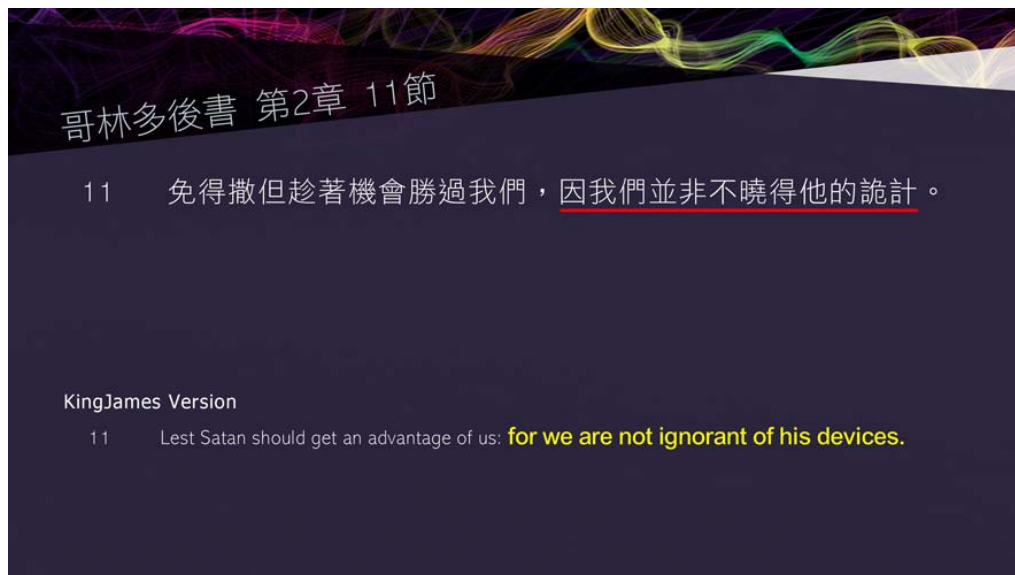 哥林多後書 第2章 11節
11 免得撒但趁著機會勝過我們，因我們並非不曉得他的詭計。
KingJames Version
11 Lest Satan should get an advantage of us: for we are not ignorant of his devices.